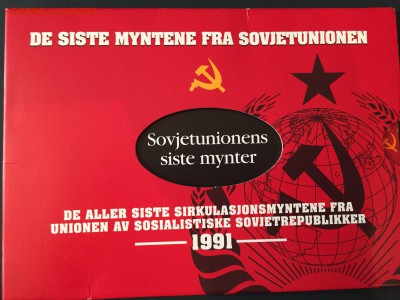 DE SISTE MYNTENE FRA SOVJETUNIONEN
Sovjetunionens
siste mynter
DE ALLER SISTE SIRKULASJONSMYNTENE FRA
UNIONEN AV SOSIALISTISKE SOVJETREPUBLIKKER
1991